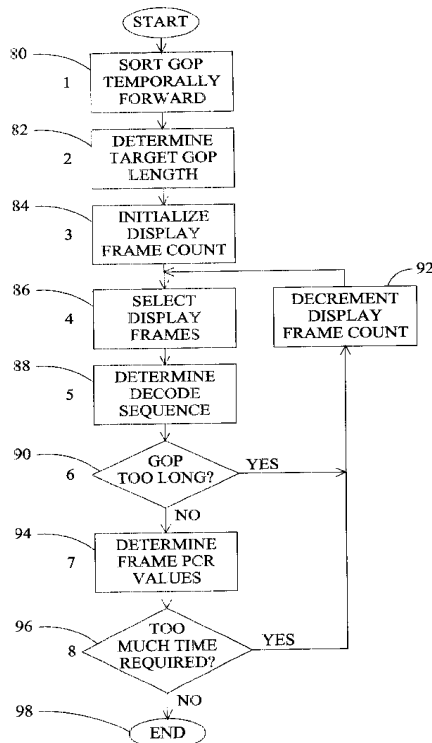 START
80
1
SORT GOP
TEMPORALLY
FORWARD
82
2
DETERMINE
TARGET GOP
LENGTH
84
3
INITIALIZE
DISPLAY
FRAME COUNT
92
DECREMENT
DISPLAY
FRAME COUNT
86
4
SELECT
DISPLAY
FRAMES
88
5
DETERMINE
DECODE
SEQUENCE
90
6
GOP
TOO LONG?
YES
NO
94
7
DETERMINE
FRAME PCR
VALUES
96
8
TOO
MUCH TIME
REQUIRED?
YES
NO
98
END